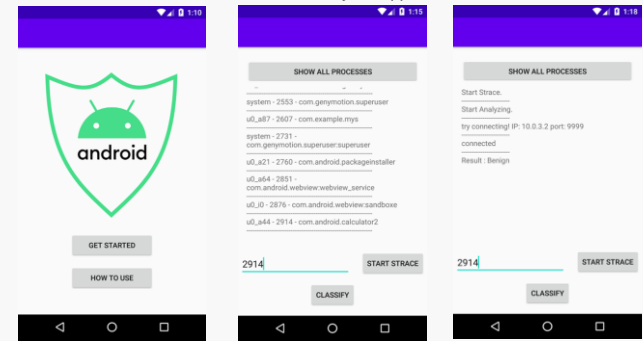 1:10
android
GET STARTED
HOW TO USE
1:15
SHOW ALL PROCESSES
system - 2553 - com.genymotion.superuser
u0_a87 - 2607 - com.example.mys
system - 2731 -
com.genymotion.superuser:superuser
u0_a21 - 2760 - com.android.packageinstaller
u0_a64 - 2851 -
com.android.webview:webview_service
u0_i0 - 2876 - com.android.webview:sandboxe
u0_a44 - 2914 - com.android.calculator2
2914
START STRACE
CLASSIFY
1:18
SHOW ALL PROCESSES
Start Strace.
Start Analyzing.
try connecting! IP: 10.0.3.2 port: 9999
connected
Result : Benign
2914
START STRACE
CLASSIFY